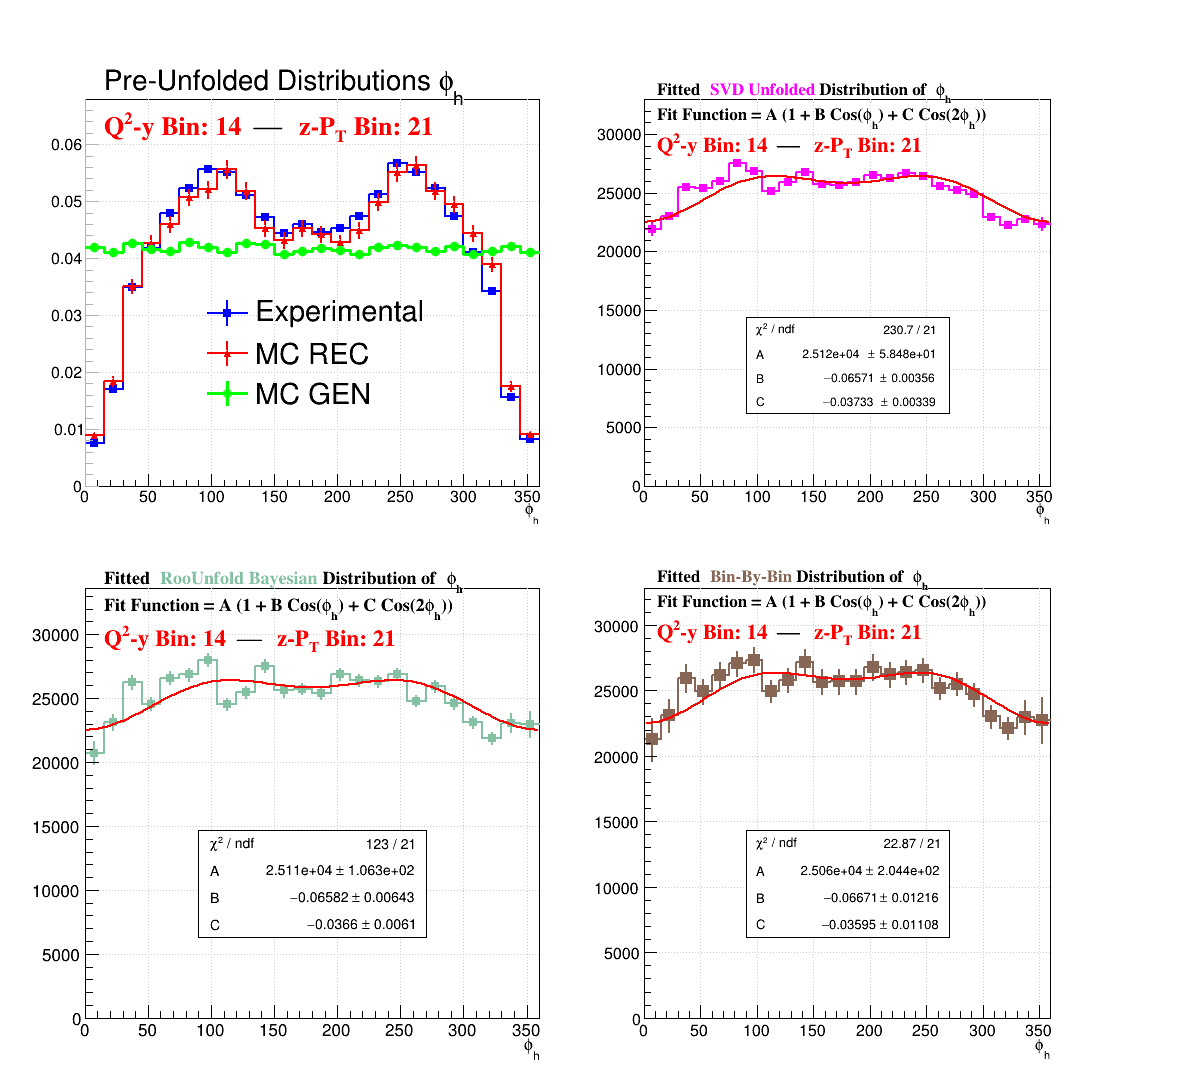 Pre-Unfolded Distributions ϕh
Q2-y Bin: 14 — z-PT Bin: 21
0.06
0.05
0.04
0.03
0.02
0.01
0
Experimental
MC REC
MC GEN
0 50 100 150 200 250 300 350
ϕh
Fitted SVD Unfolded Distribution of ϕh
Fit Function = A (1 + B Cos(ϕh) + C Cos(2ϕh))
Q2-y Bin: 14 — z-PT Bin: 21
30000
25000
20000
15000
10000
5000
0
χ2 / ndf 230.7 / 21
A 2.512e+04 ± 5.848e+01
B −0.06571 ± 0.00356
C −0.03733 ± 0.00339
0 50 100 150 200 250 300 350
ϕh
Fitted RooUnfold Bayesian Distribution of ϕh
Fit Function = A (1 + B Cos(ϕh) + C Cos(2ϕh))
Q2-y Bin: 14 — z-PT Bin: 21
30000
25000
20000
15000
10000
5000
0
χ2 / ndf 123 / 21
A 2.511e+04 ± 1.063e+02
B −0.06582 ± 0.00643
C −0.0366 ± 0.0061
0 50 100 150 200 250 300 350
ϕh
Fitted Bin-By-Bin Distribution of ϕh
Fit Function = A (1 + B Cos(ϕh) + C Cos(2ϕh))
Q2-y Bin: 14 — z-PT Bin: 21
30000
25000
20000
15000
10000
5000
0
χ2 / ndf 22.87 / 21
A 2.506e+04 ± 2.044e+02
B −0.06671 ± 0.01216
C −0.03595 ± 0.01108
0 50 100 150 200 250 300 350
ϕh